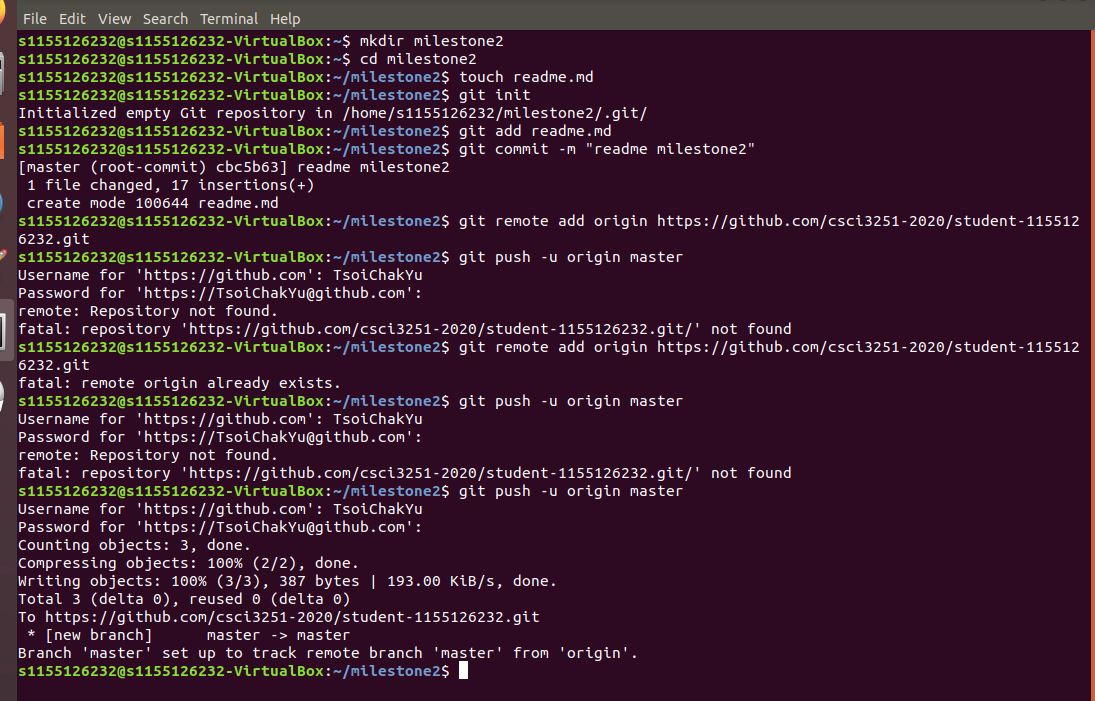 File Edit View Search Terminal Help
s1155126232@s1155126232-VirtualBox:~$ mkdir milestone2
s1155126232@s1155126232-VirtualBox:~$ cd milestone2
s1155126232@s1155126232-VirtualBox:~/milestone2$ touch readme.md
s1155126232@s1155126232-VirtualBox:~/milestone2$ git init
Initialized empty Git repository in /home/s1155126232/milestone2/.git/
s1155126232@s1155126232-VirtualBox:~/milestone2$ git add readme.md
s1155126232@s1155126232-VirtualBox:~/milestone2$ git commit -m "readme milestone2"
[master (root-commit) cbc5b63] readme milestone2
 1 file changed, 17 insertions(+)
 create mode 100644 readme.md
s1155126232@s1155126232-VirtualBox:~/milestone2$ git remote add origin https://github.com/csci3251-2020/student-115512
6232.git
s1155126232@s1155126232-VirtualBox:~/milestone2$ git push -u origin master
Username for 'https://github.com': TsoiChakYu
Password for 'https://TsoiChakYu@github.com':
remote: Repository not found.
fatal: repository 'https://github.com/csci3251-2020/student-1155126232.git/' not found
s1155126232@s1155126232-VirtualBox:~/milestone2$ git remote add origin https://github.com/csci3251-2020/student-115512
6232.git
fatal: remote origin already exists.
s1155126232@s1155126232-VirtualBox:~/milestone2$ git push -u origin master
Username for 'https://github.com': TsoiChakYu
Password for 'https://TsoiChakYu@github.com':
remote: Repository not found.
fatal: repository 'https://github.com/csci3251-2020/student-1155126232.git/' not found
s1155126232@s1155126232-VirtualBox:~/milestone2$ git push -u origin master
Username for 'https://github.com': TsoiChakYu
Password for 'https://TsoiChakYu@github.com':
Counting objects: 3, done.
Compressing objects: 100% (2/2), done.
Writing objects: 100% (3/3), 387 bytes | 193.00 KiB/s, done.
Total 3 (delta 0), reused 0 (delta 0)
To https://github.com/csci3251-2020/student-1155126232.git
 * [new branch]      master -> master
Branch 'master' set up to track remote branch 'master' from 'origin'.
s1155126232@s1155126232-VirtualBox:~/milestone2$